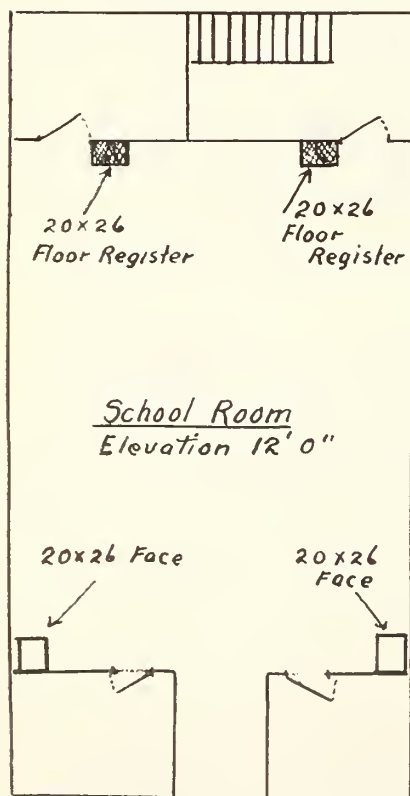 20x26
Floor Register
20x26
Floor
Register
School Room
Elevation 12' 0"
20x26 Face
20x26
Face